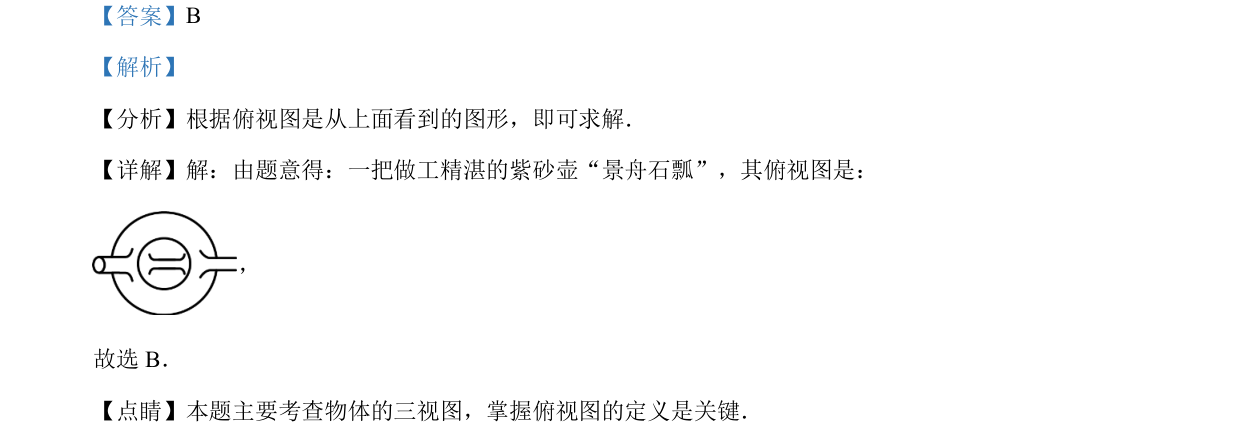 【答案】B
【解析】
【分析】根据俯视图是从上面看到的图形，即可求解．
【详解】解：由题意得：一把做工精湛的紫砂壶“景舟石瓢”，其俯视图是：
，
故选 B．
【点睛】本题主要考查物体的三视图，掌握俯视图的定义是关键．